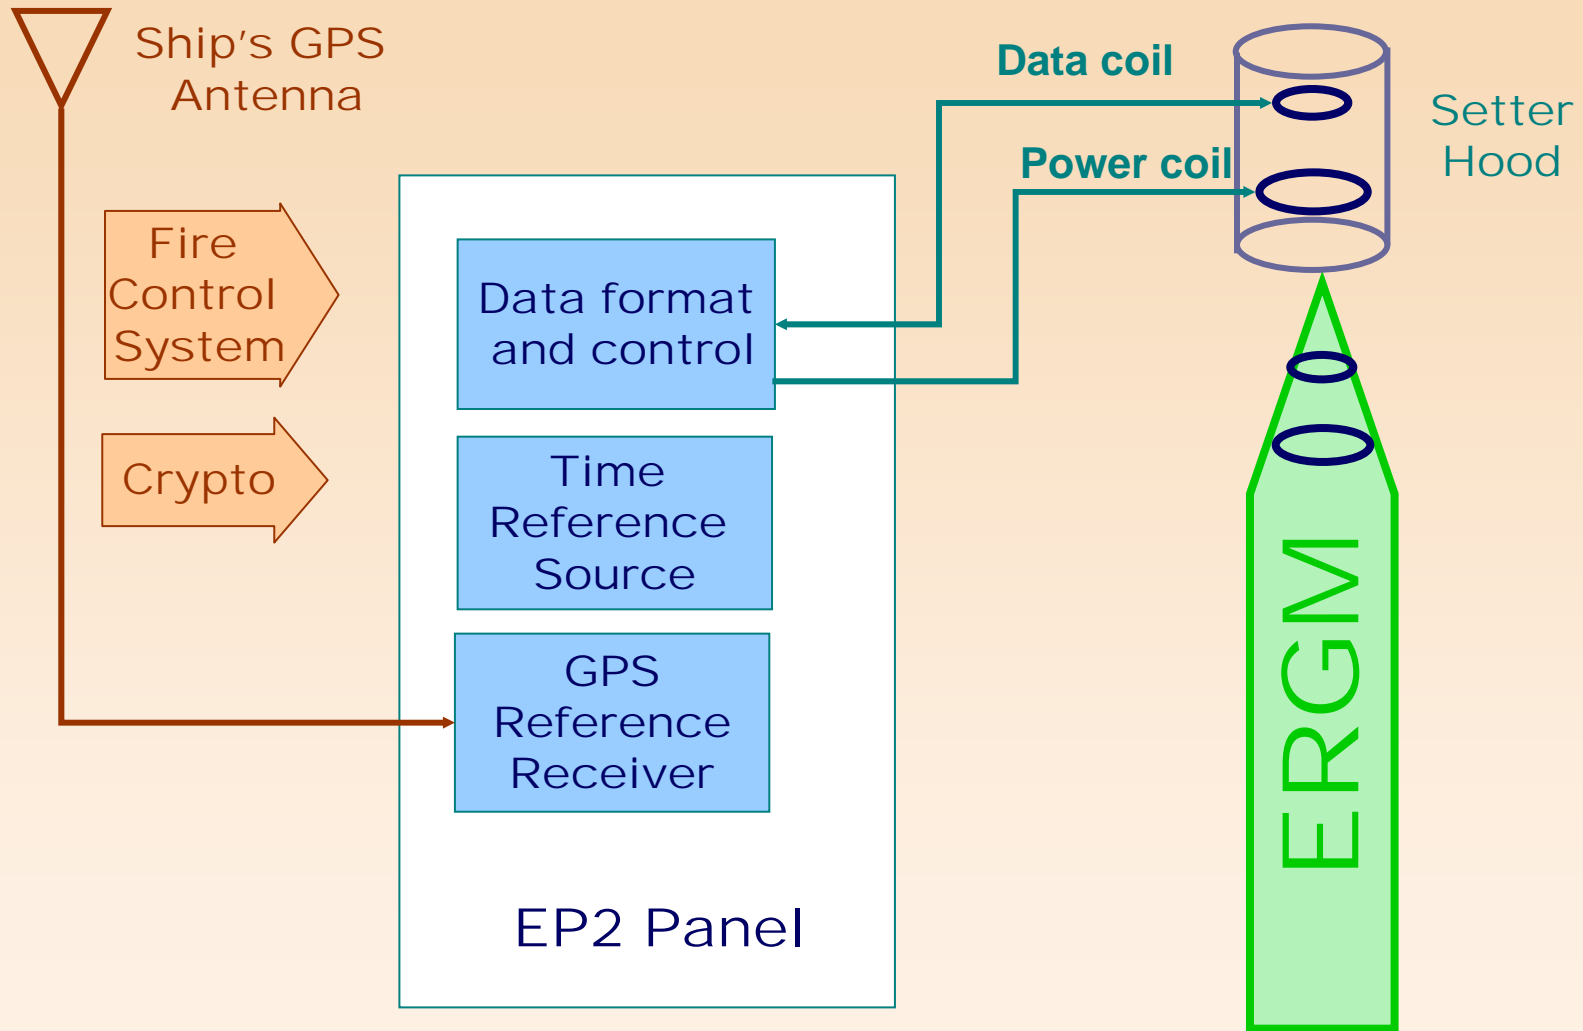 Ship's GPS
Antenna
Data coil
Setter
Hood
Power coil
Fire
Control
System
Data format
and control
Crypto
Time
Reference
Source
GPS
Reference
Receiver
ERGM
EP2 Panel